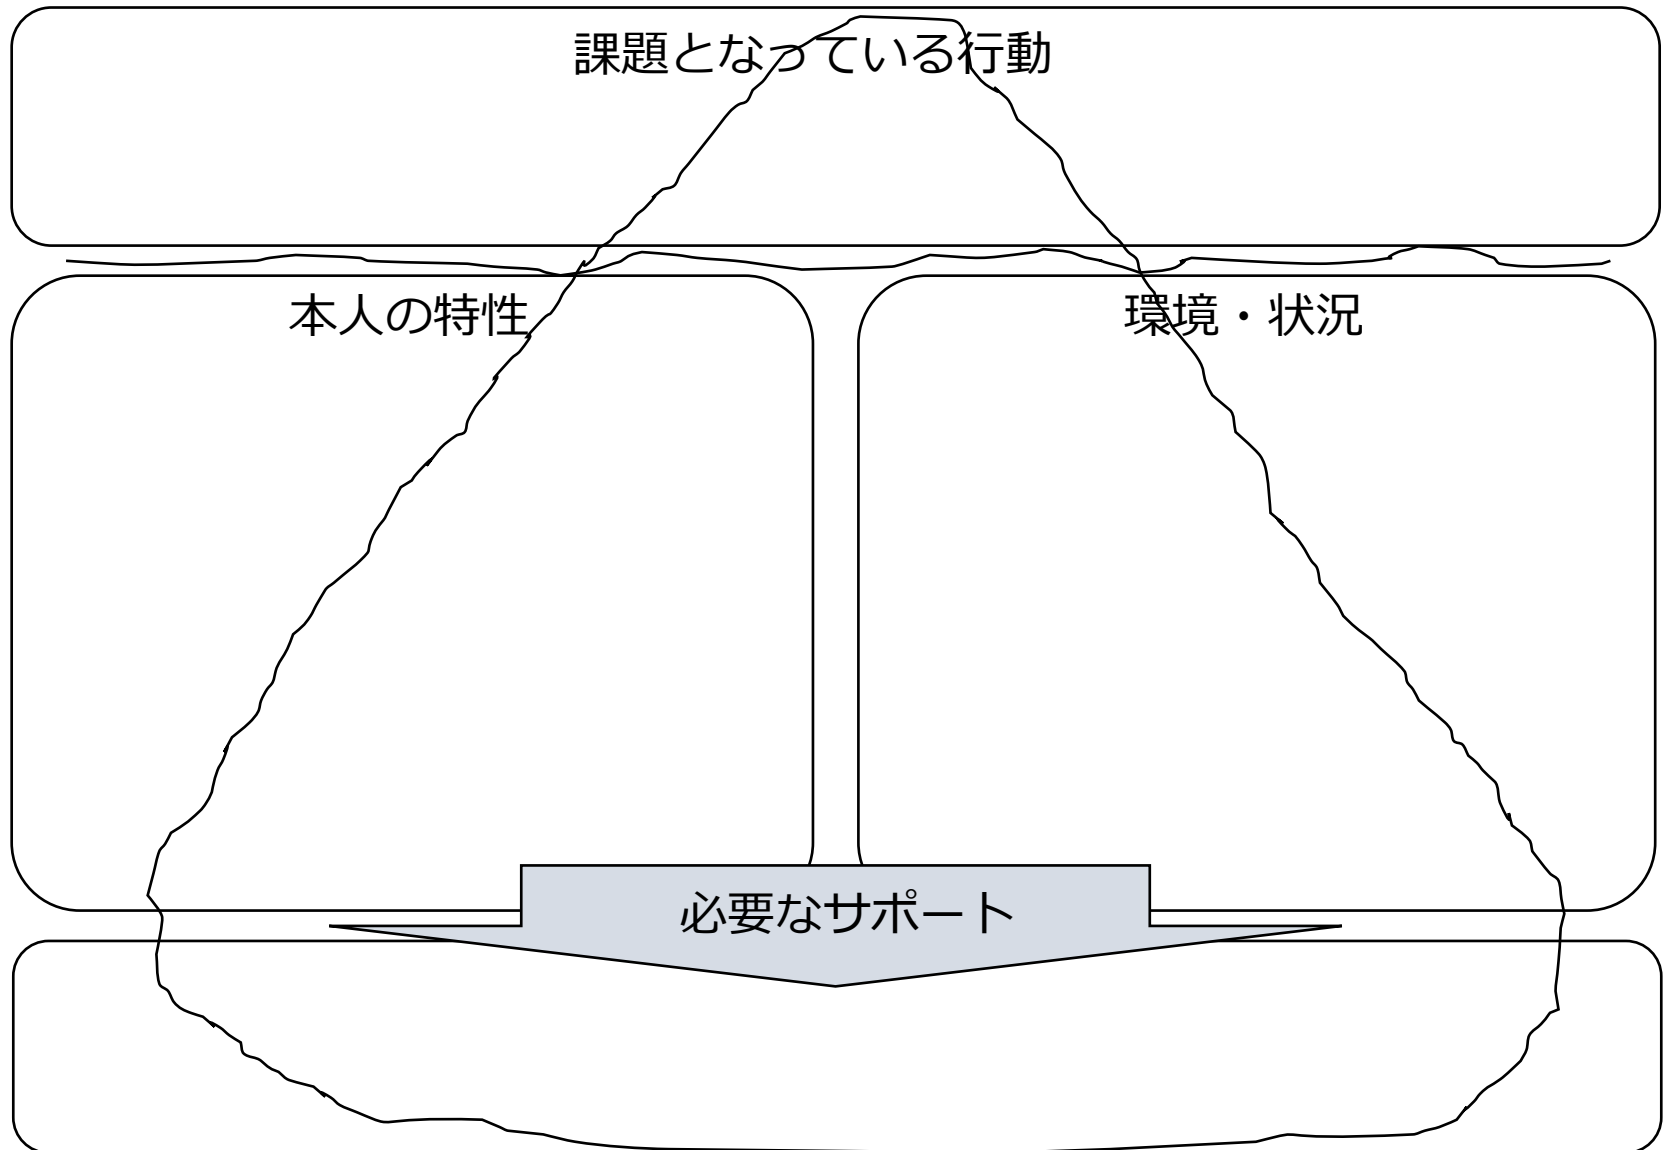 課題となっている行動
本人の特性
環境・状況
必要なサポート